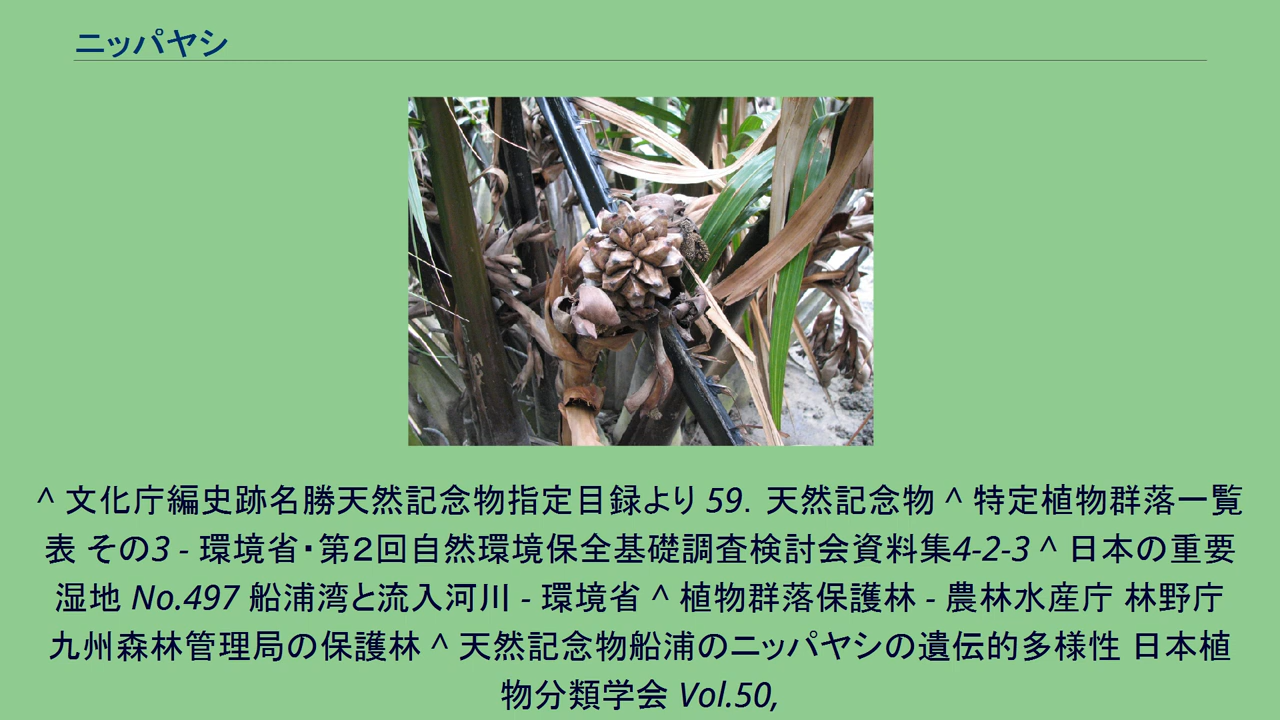 ニッパヤシ
^ 文化庁編史跡名勝天然記念物指定目録より 59．天然記念物 ^ 特定植物群落一覧
表 その3 - 環境省・第２回自然環境保全基礎調査検討会資料集4-2-3 ^ 日本の重要
湿地 No.497 船浦湾と流入河川 - 環境省 ^ 植物群落保護林 - 農林水産庁 林野庁
九州森林管理局の保護林 ^ 天然記念物船浦のニッパヤシの遺伝的多様性 日本植
物分類学会 Vol.50,